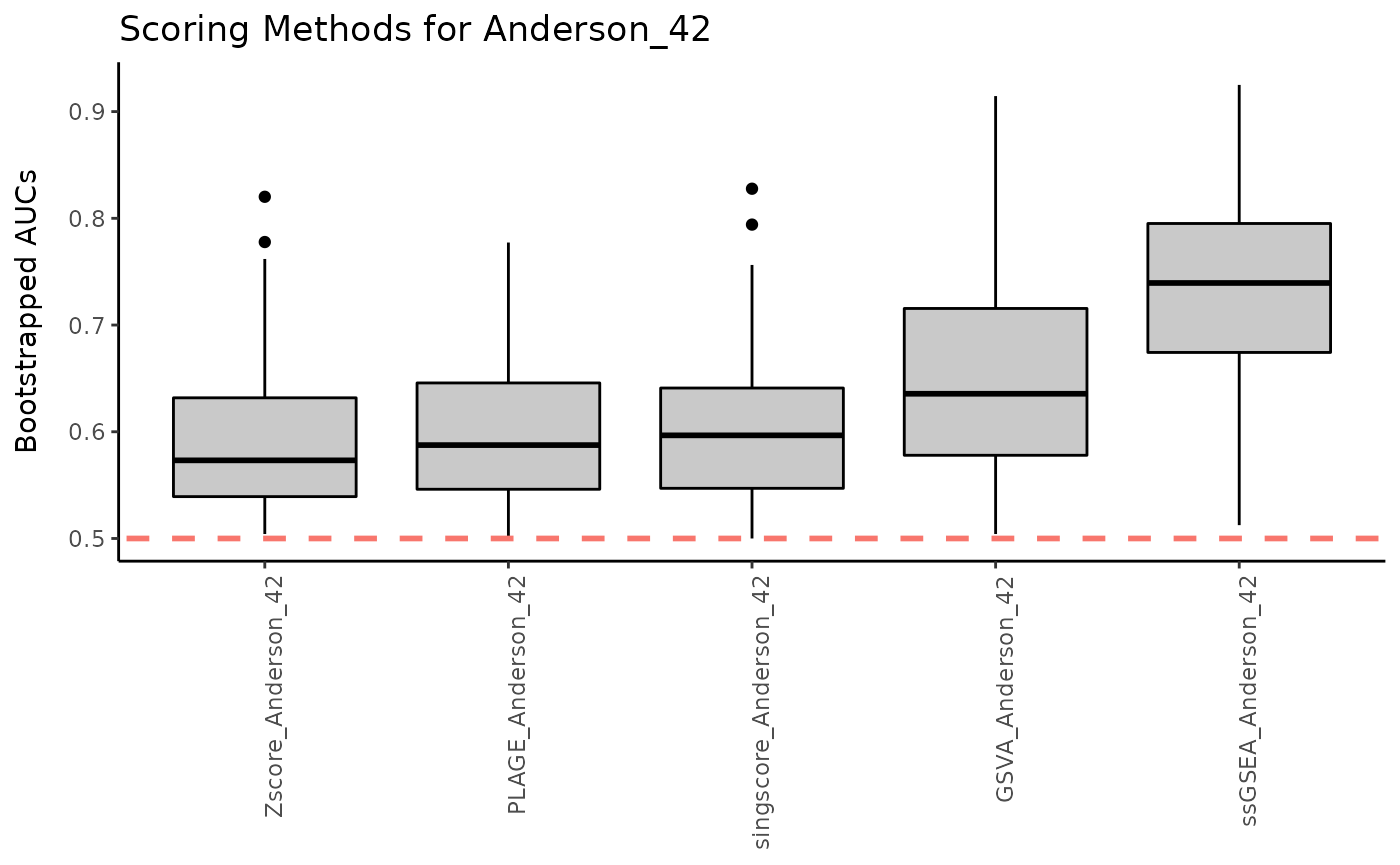 Scoring Methods for Anderson_42
Bootstrapped AUCs
0.9
0.8
0.7
0.6
0.5
Zscore_Anderson_42
PLAGE_Anderson_42
singscore_Anderson_42
GSVA_Anderson_42
ssGSEA_Anderson_42